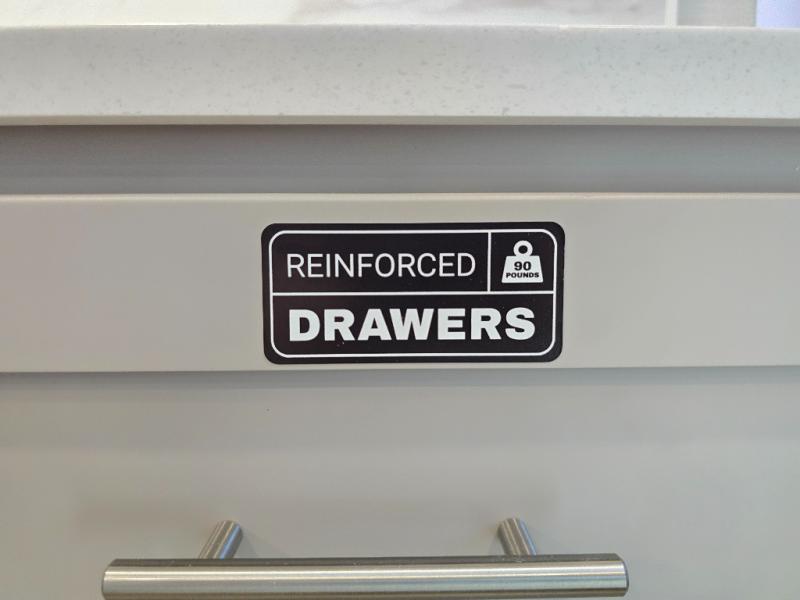 REINFORCED
90
POUNDS
DRAWERS